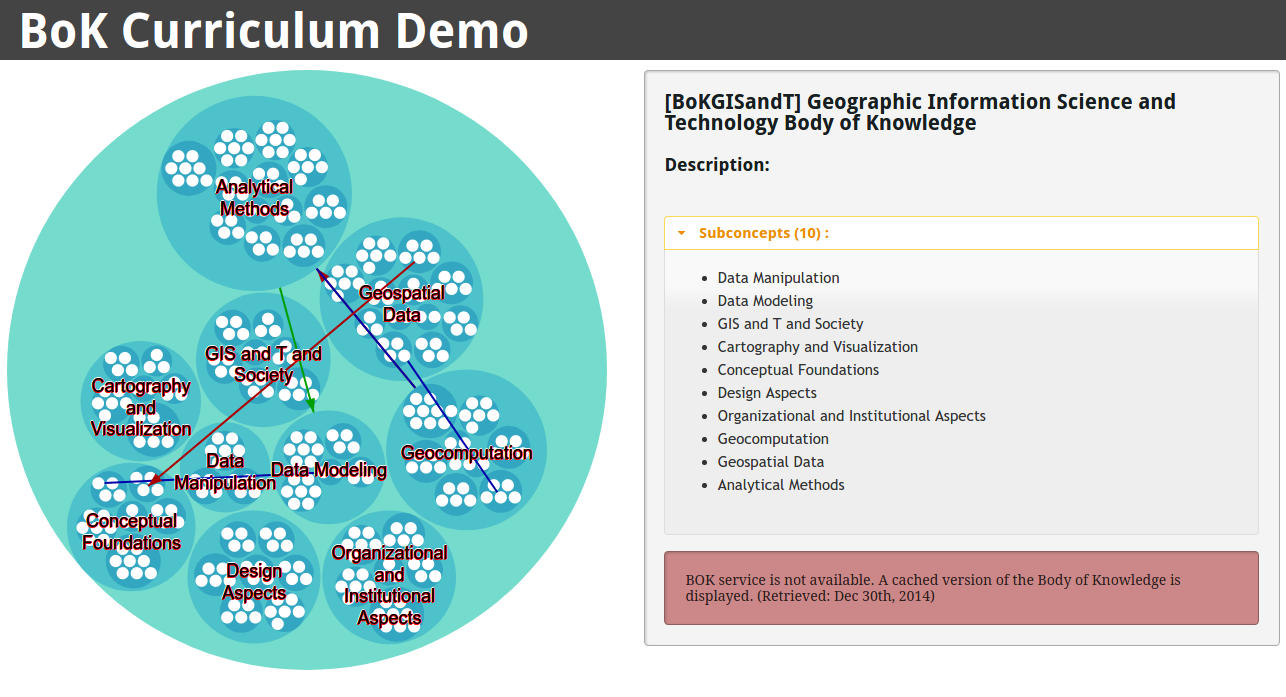 BoK Curriculum Demo
Analytical
Methods
Geospatial
Data
GIS and T and
Society
Cartography
and
Visualization
Data
Manipulation
Data Modeling
Geocomputation
Conceptual
Foundations
Design
Aspects
Organizational
and
Institutional
Aspects
[BoKGISandT] Geographic Information Science and
Technology Body of Knowledge
Description:
Subconcepts (10) :
Data Manipulation
Data Modeling
GIS and T and Society
Cartography and Visualization
Conceptual Foundations
Design Aspects
Organizational and Institutional Aspects
Geocomputation
Geospatial Data
Analytical Methods
BOK service is not available. A cached version of the Body of Knowledge is
displayed. (Retrieved: Dec 30th, 2014)